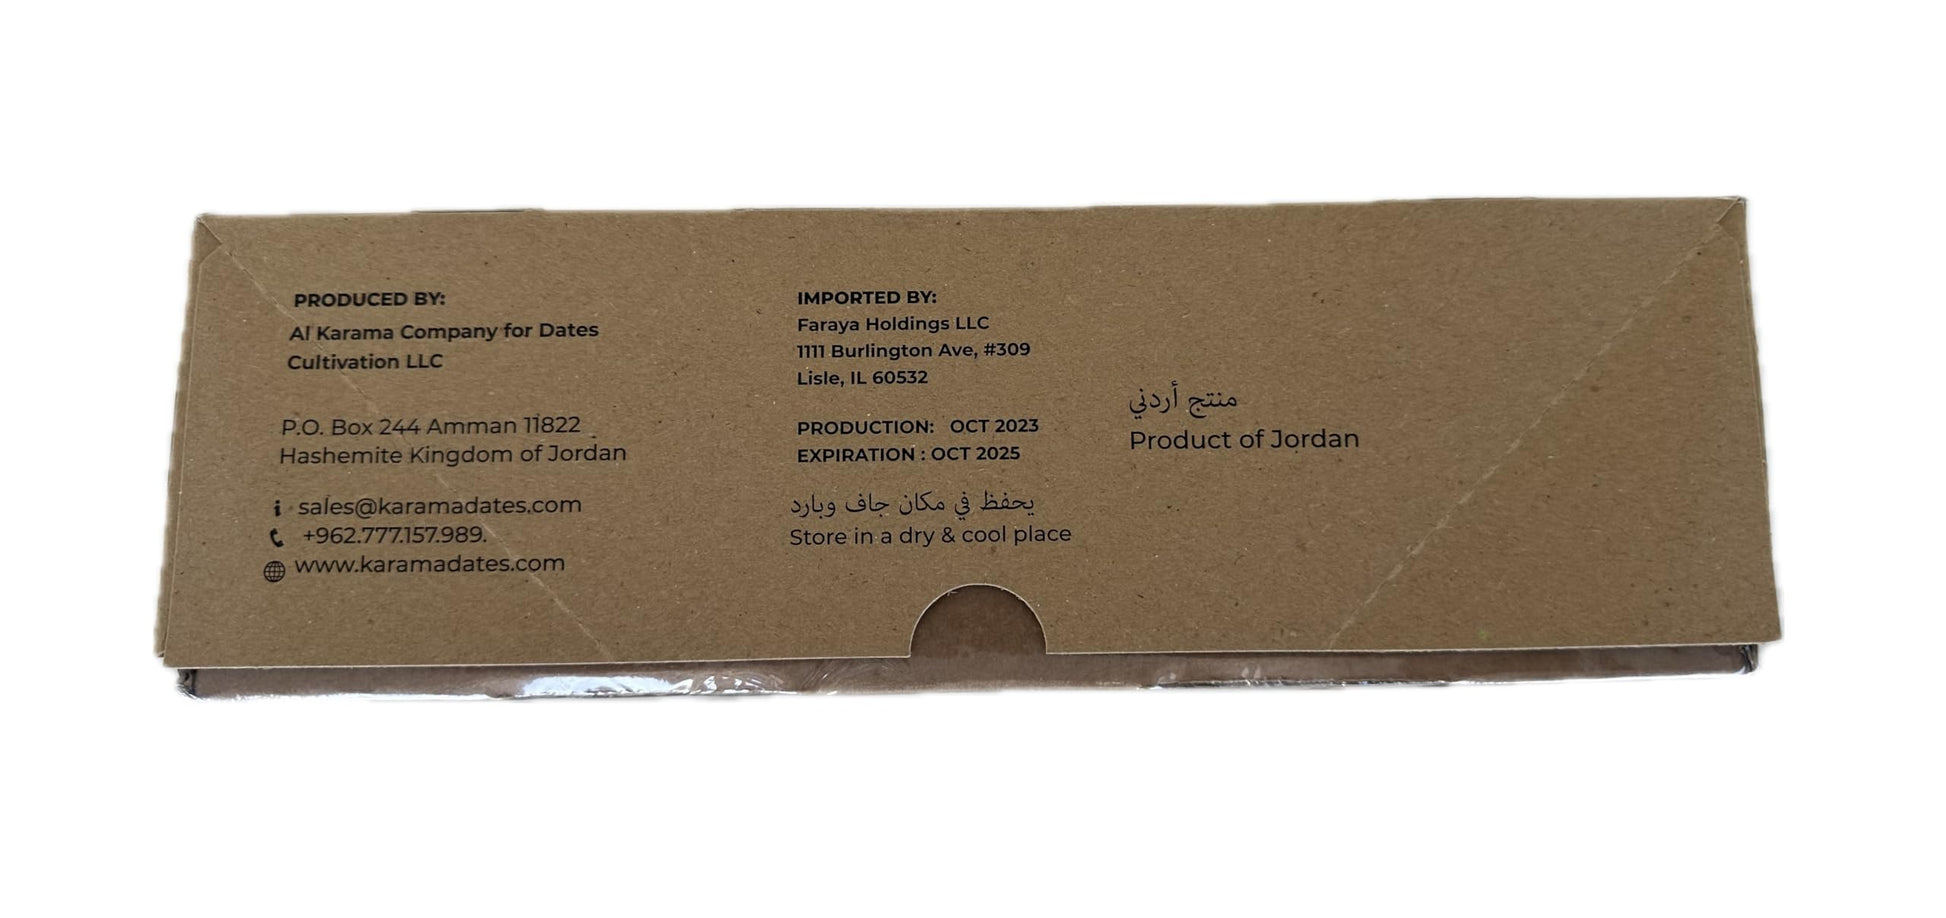 PRODUCED BY:
Al Karama Company for Dates
Cultivation LLC
P.O. Box 244 Amman 11822
Hashemite Kingdom of Jordan
sales@karamadates.com
+962.777.157.989.
www.karamadates.com
IMPORTED BY:
Faraya Holdings LLC
1111 Burlington Ave, #309
Lisle, IL 60532
PRODUCTION: OCT 2023
EXPIRATION : OCT 2025
يحفظ في مكان جاف وبارد
Store in a dry & cool place
منتج أردني
Product of Jordan